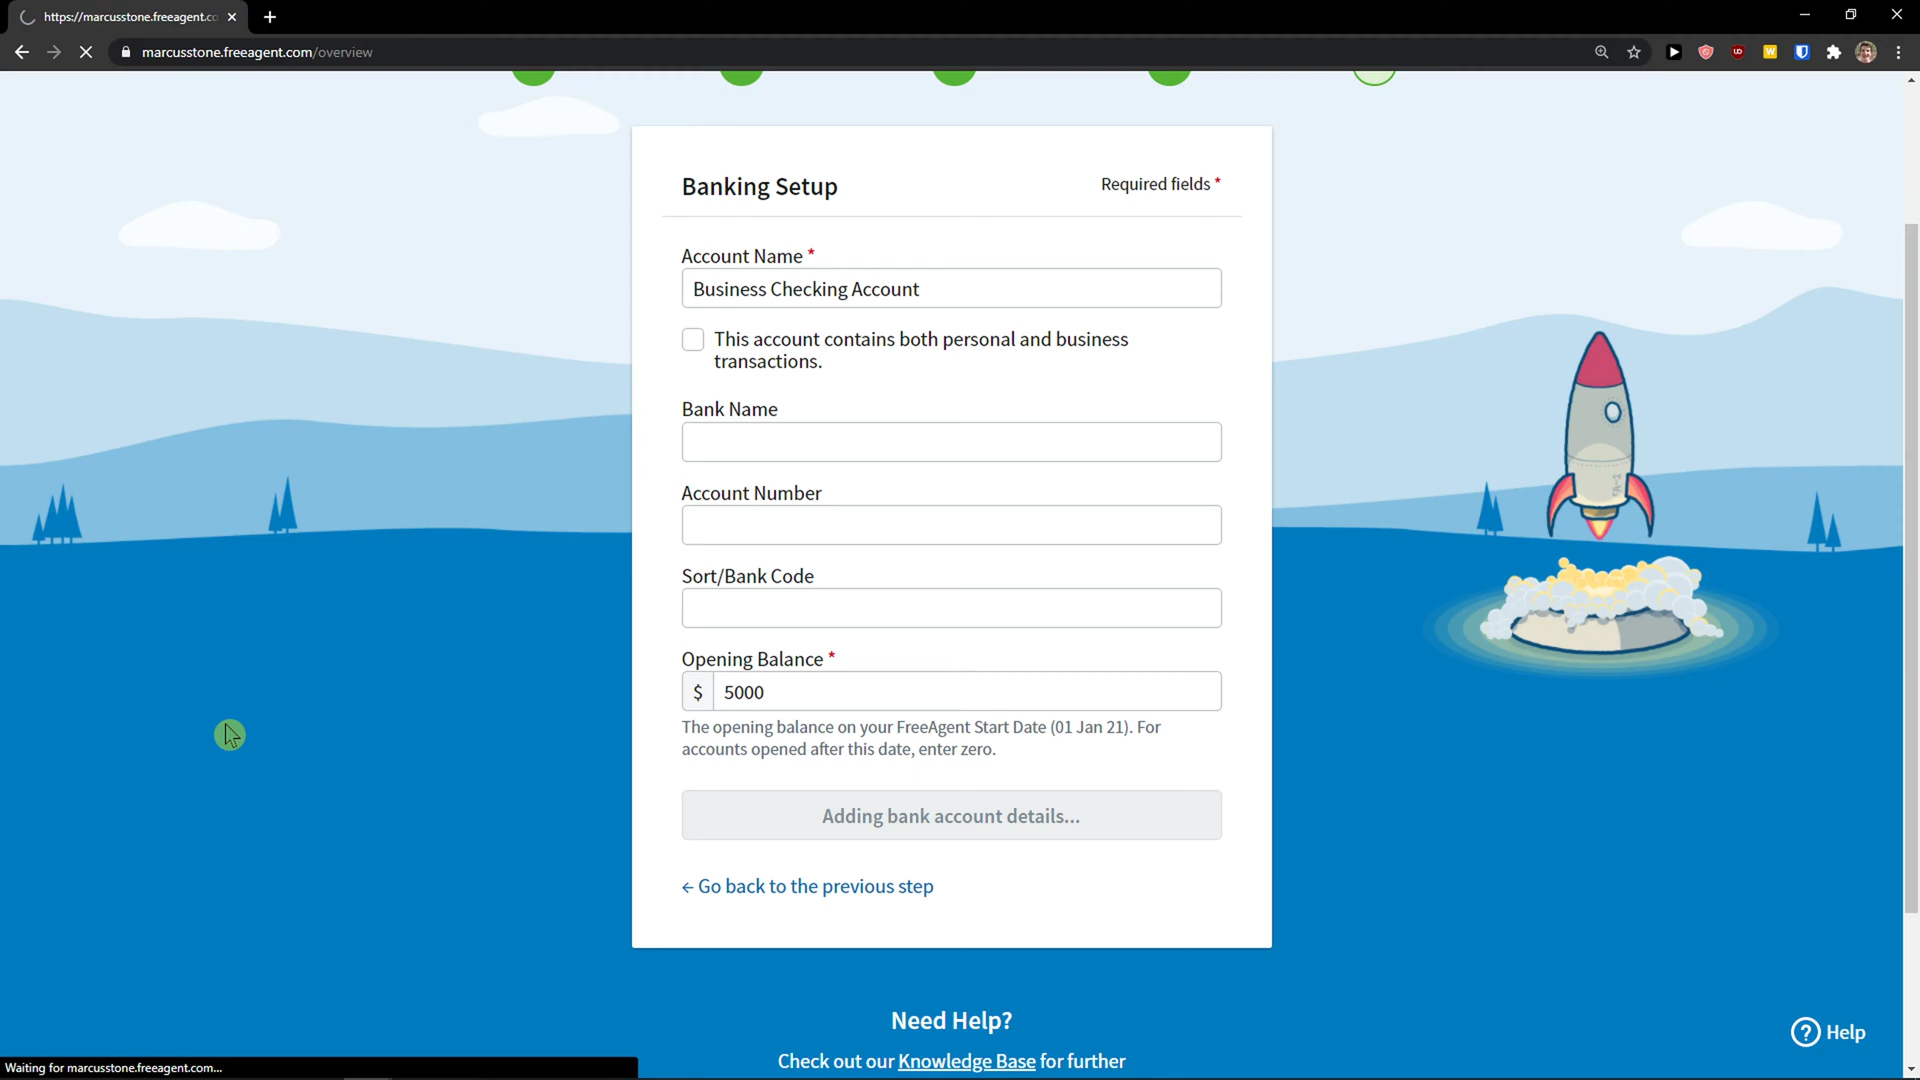 https://marcusstone.freeagent.co
marcusstone.freeagent.com/overview
Banking Setup
Required fields *
Account Name *
Business Checking Account
This account contains both personal and business
transactions.
Bank Name
Account Number
Sort/Bank Code
Opening Balance *
$ 5000
The opening balance on your FreeAgent Start Date (01 Jan 21). For
accounts opened after this date, enter zero.
Adding bank account details...
← Go back to the previous step
Need Help?
Check out our Knowledge Base for further
? Help
Waiting for marcusstone.freeagent.com...